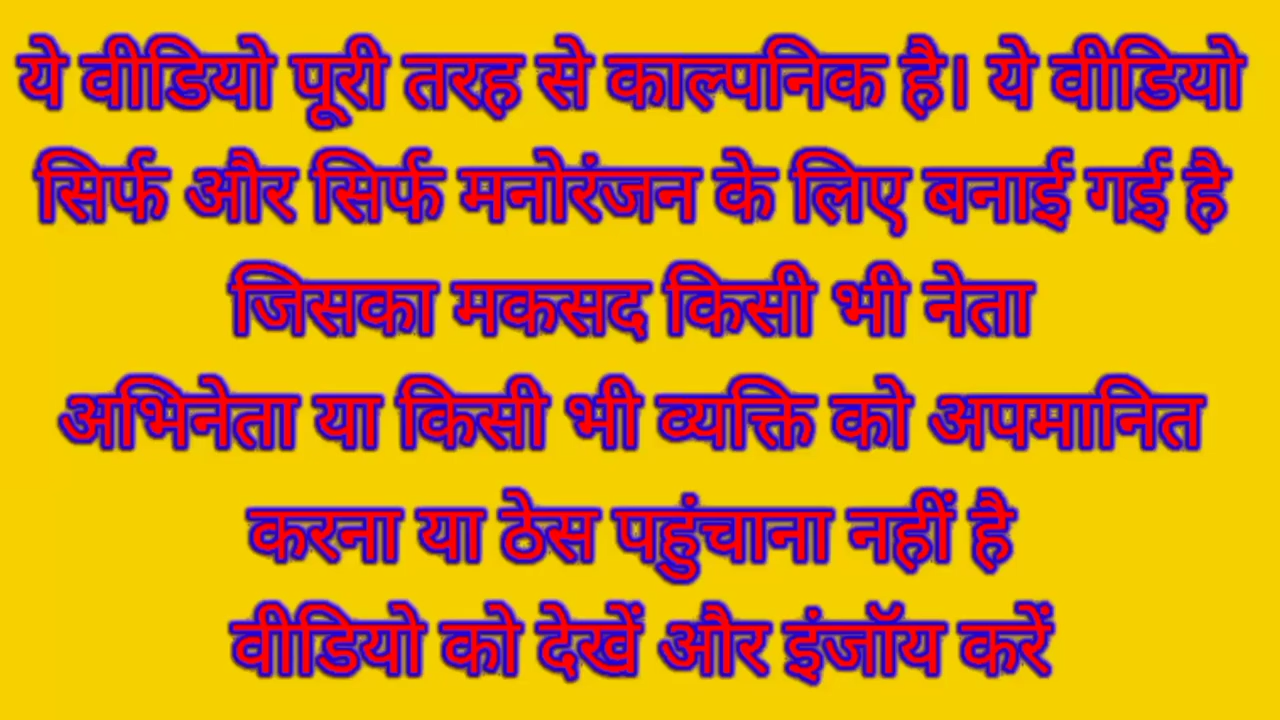 ये वीडियो पूरी तरह से काल्पनिक है। ये वीडियो
सिर्फ और सिर्फ मनोरंजन के लिए बनाई गई है
जिसका मकसद किसी भी नेता
अभिनेता या किसी भी व्यक्ति को अपमानित
करना या ठेस पहुंचाना नहीं है
वीडियो को देखें और इंजॉय करें